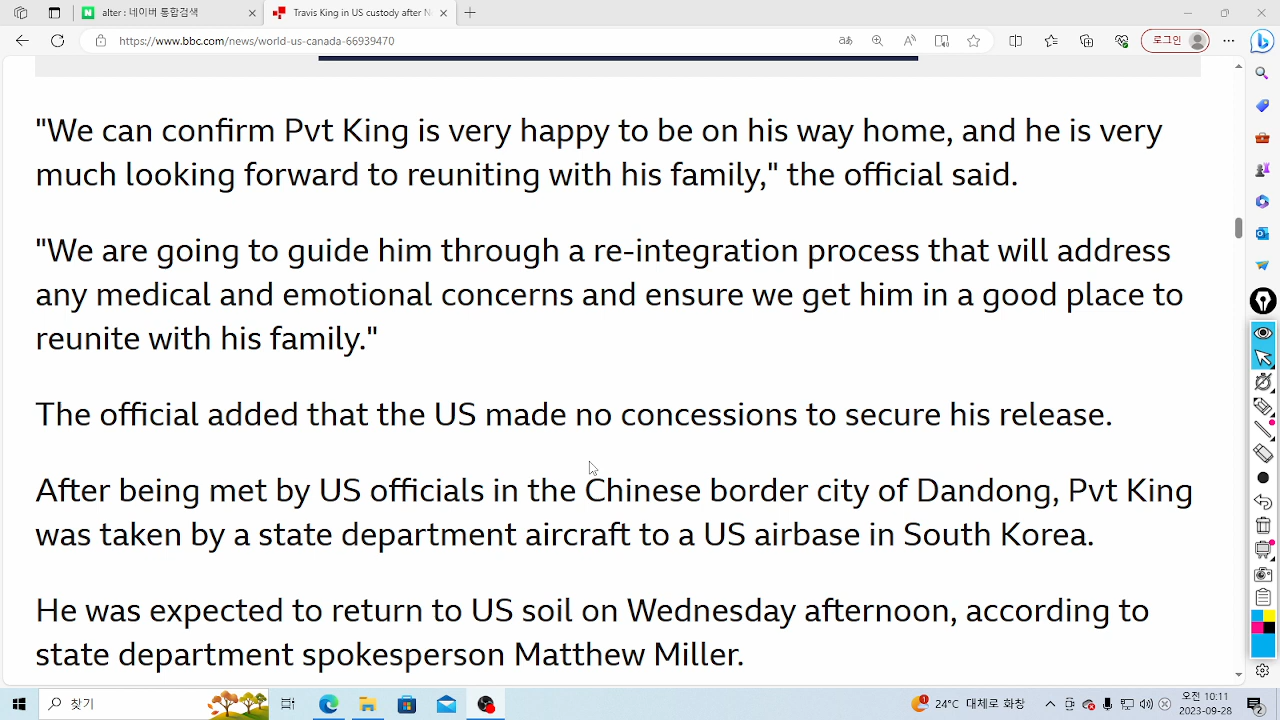 alter : 네이버 통합검색
Travis King in US custody after N
https://www.bbc.com/news/world-us-canada-66939470
로그인
"We can confirm Pvt King is very happy to be on his way home, and he is very
much looking forward to reuniting with his family," the official said.
"We are going to guide him through a re-integration process that will address
any medical and emotional concerns and ensure we get him in a good place to
reunite with his family."
The official added that the US made no concessions to secure his release.
After being met by US officials in the Chinese border city of Dandong, Pvt King
was taken by a state department aircraft to a US airbase in South Korea.
He was expected to return to US soil on Wednesday afternoon, according to
state department spokesperson Matthew Miller.
찾기
24°C 대체로 화창
오전 10:11
2023-09-28